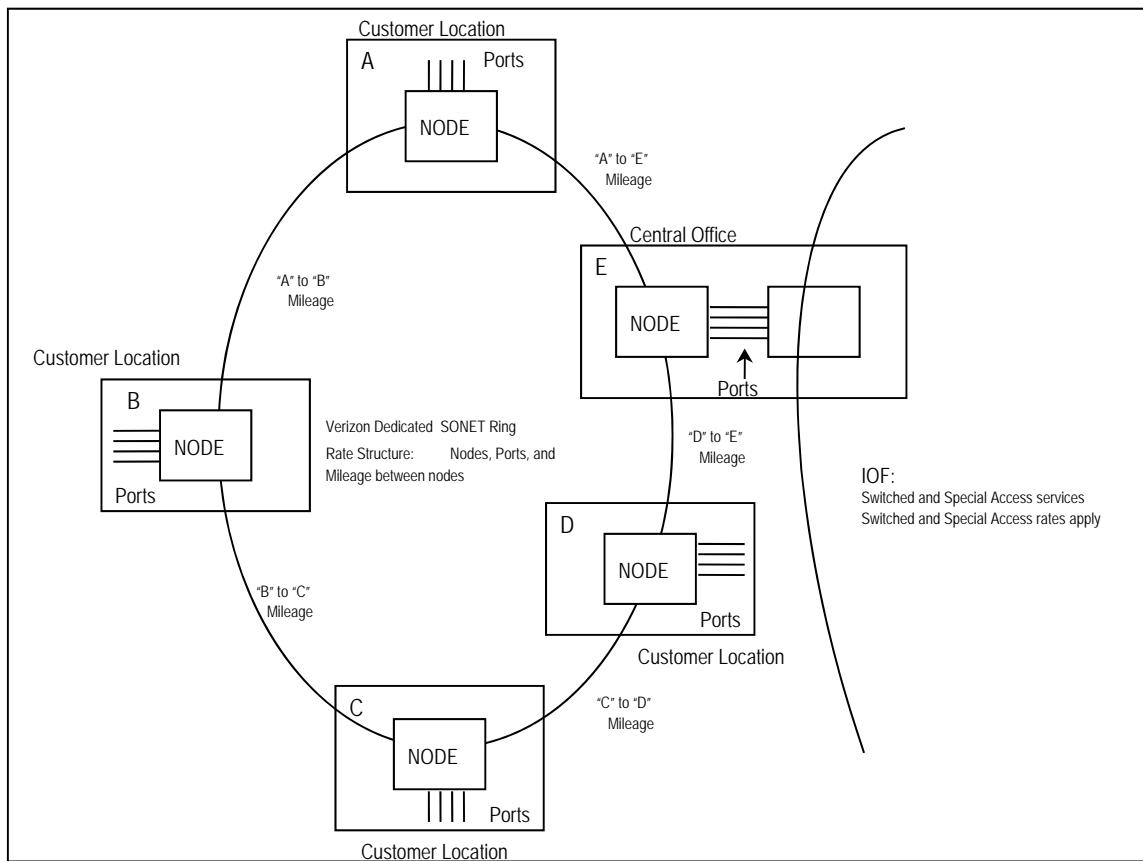 Customer Location
A
Ports
NODE
"A" to "E"
Mileage
Central Office
E
NODE
Ports
"A" to "B"
Mileage
Customer Location
B
NODE
Ports
Verizon Dedicated SONET Ring
Rate Structure: Nodes, Ports, and
Mileage between nodes
"D" to "E"
Mileage
IOF:
Switched and Special Access services
Switched and Special Access rates apply
D
NODE
Ports
Customer Location
"B" to "C"
Mileage
C
NODE
Ports
Customer Location
"C" to "D"
Mileage